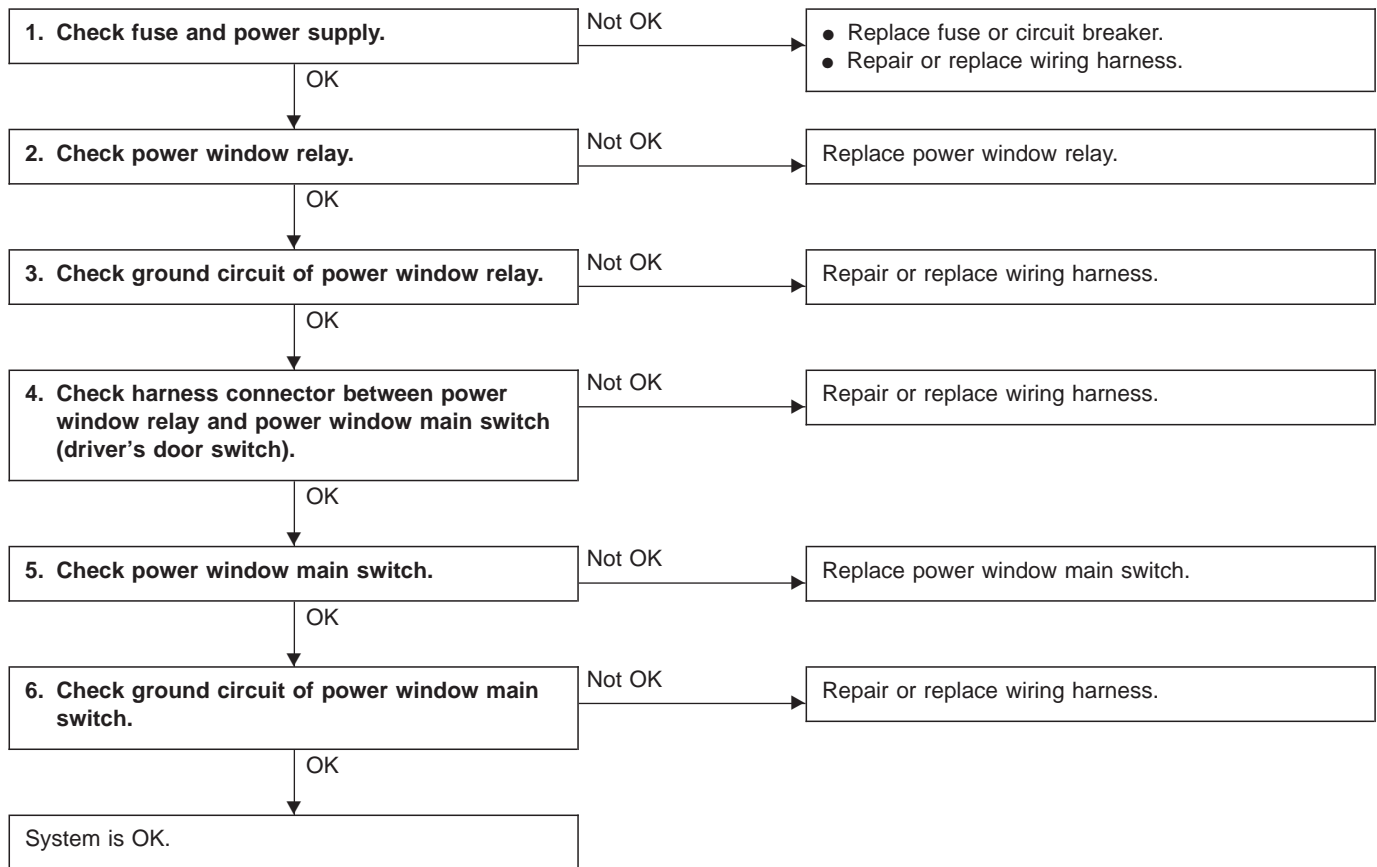 1. Check fuse and power supply.
Not OK
● Replace fuse or circuit breaker.
● Repair or replace wiring harness.
OK
2. Check power window relay.
Not OK
Replace power window relay.
OK
3. Check ground circuit of power window relay.
Not OK
Repair or replace wiring harness.
OK
4. Check harness connector between power
window relay and power window main switch
(driver's door switch).
Not OK
Repair or replace wiring harness.
OK
5. Check power window main switch.
Not OK
Replace power window main switch.
OK
6. Check ground circuit of power window main
switch.
Not OK
Repair or replace wiring harness.
OK
System is OK.